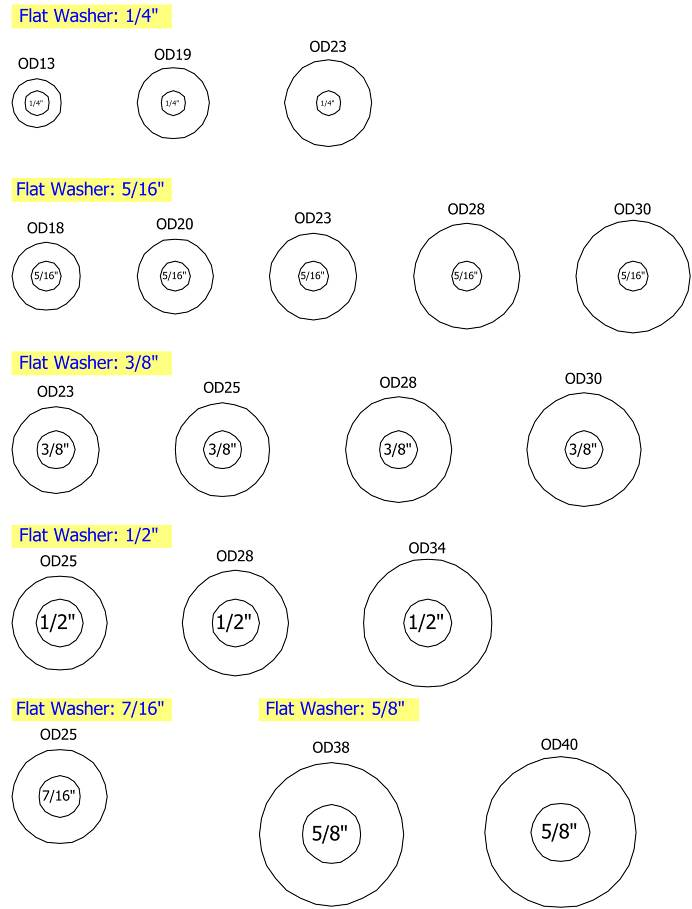 Flat Washer: 1/4"
OD13
OD19
OD23
1/4"
1/4"
1/4"
Flat Washer: 5/16"
OD18
OD20
OD23
OD28
OD30
5/16"
5/16"
5/16"
5/16"
5/16"
Flat Washer: 3/8"
OD23
OD25
OD28
OD30
3/8"
3/8"
3/8"
3/8"
Flat Washer: 1/2"
OD25
OD28
OD34
1/2"
1/2"
1/2"
Flat Washer: 7/16"
OD25
7/16"
Flat Washer: 5/8"
OD38
OD40
5/8"
5/8"